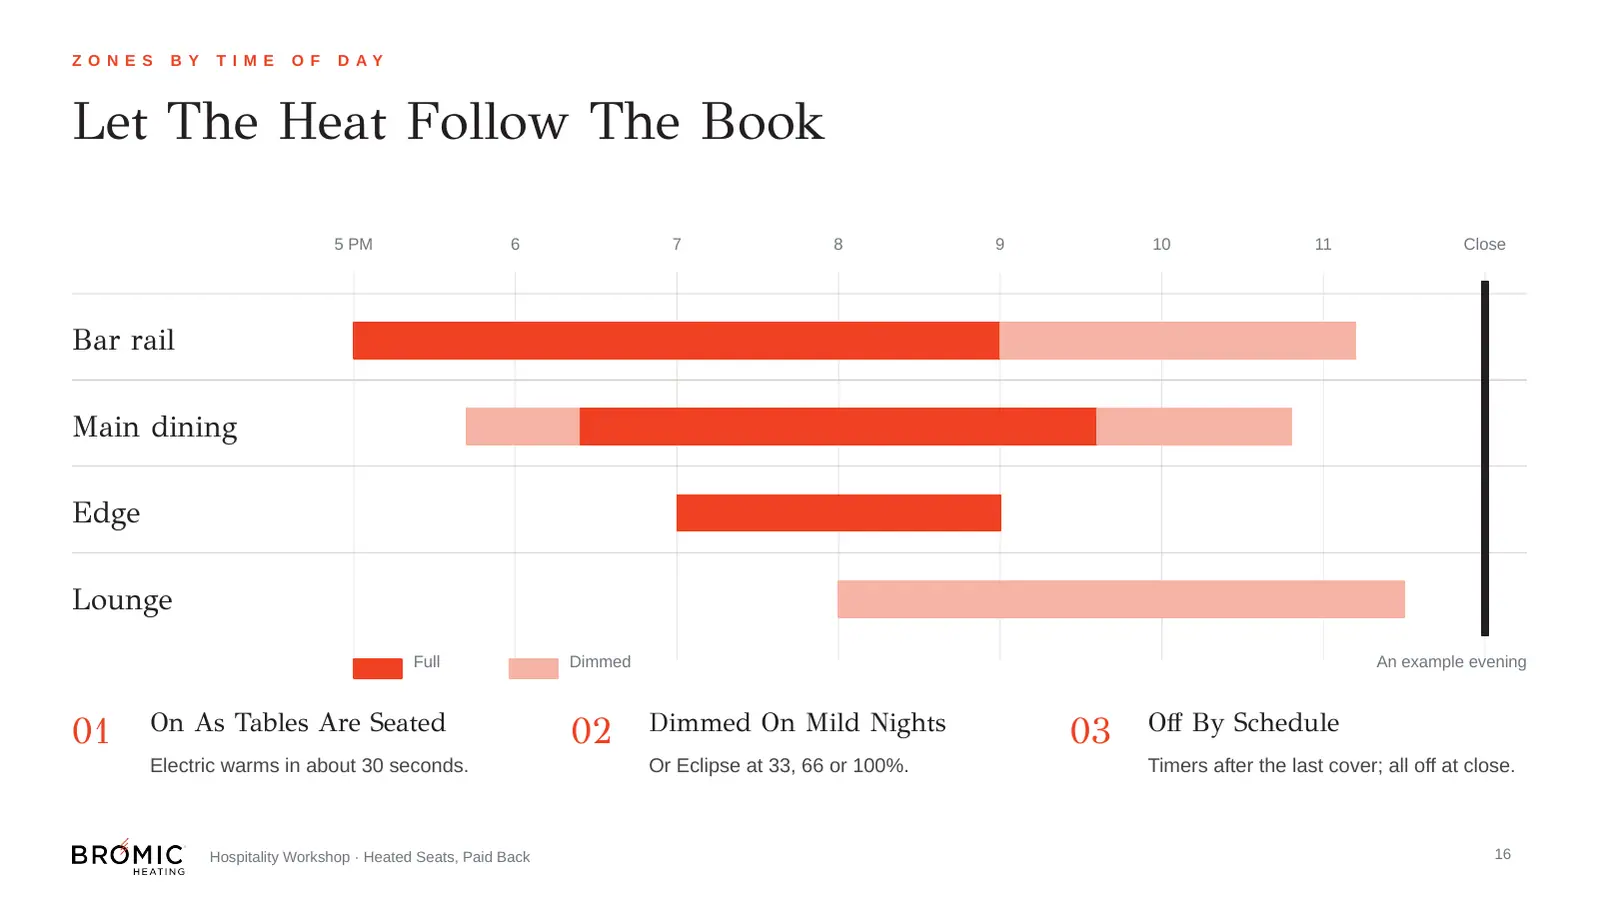 ZONES BY TIME OF DAY
Let The Heat Follow The Book
5 PM 6 7 8 9 10 11 Close
Bar rail
Main dining
Edge
Lounge
Full Dimmed An example evening
01 On As Tables Are Seated
Electric warms in about 30 seconds.
02 Dimmed On Mild Nights
Or Eclipse at 33, 66 or 100%.
03 Off By Schedule
Timers after the last cover; all off at close.
BROMIC
HEATING
Hospitality Workshop · Heated Seats, Paid Back
16